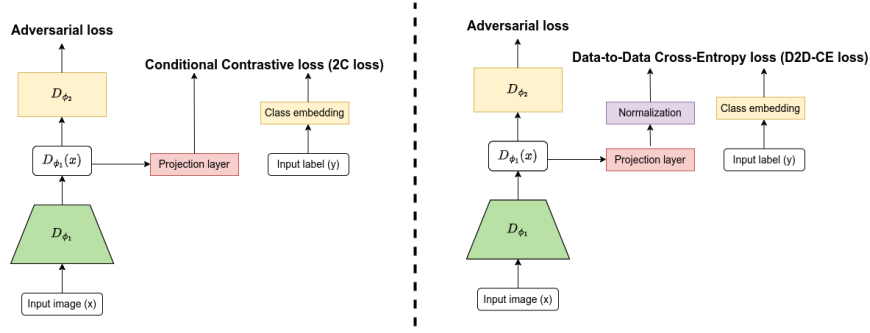 Adversarial loss
Conditional Contrastive loss (2C loss)
D_{ϕ_2}
Class embedding
D_{ϕ_1}(x)
Projection layer
Input label (y)
D_{ϕ_1}
Input image (x)
Adversarial loss
Data-to-Data Cross-Entropy loss (D2D-CE loss)
D_{ϕ_2}
Normalization
Class embedding
D_{ϕ_1}(x)
Projection layer
Input label (y)
D_{ϕ_1}
Input image (x)